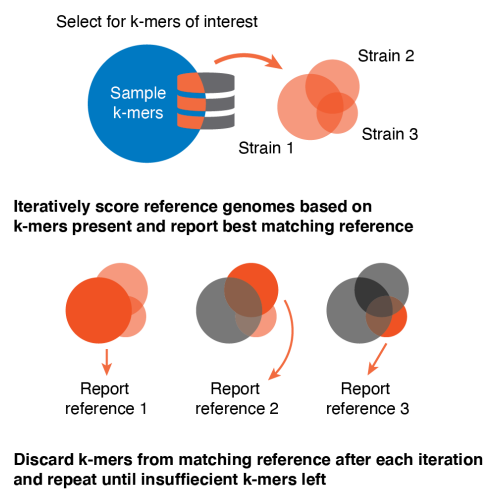 Select for k-mers of interest
Sample
k-mers
Strain 2
Strain 3
Strain 1
Iteratively score reference genomes based on
k-mers present and report best matching reference
Report
reference 1
Report
reference 2
Report
reference 3
Discard k-mers from matching reference after each iteration
and repeat until insuffiecient k-mers left